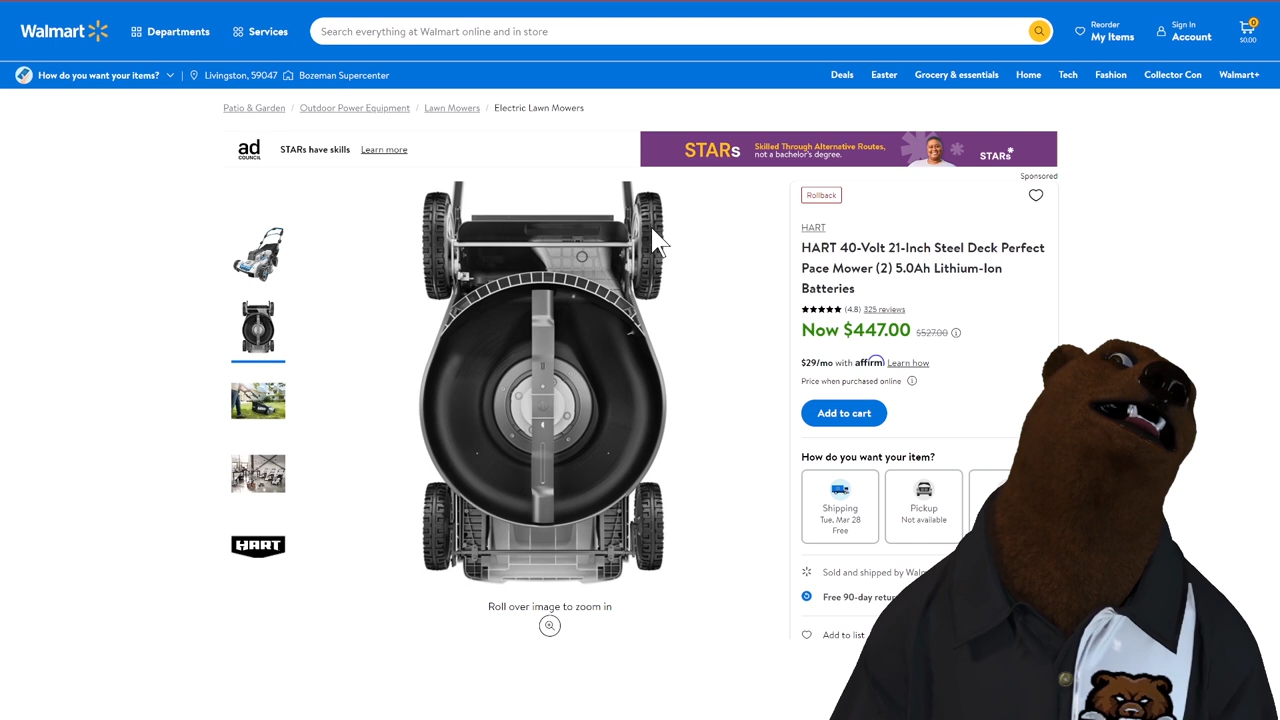 Walmart
Departments
Services
Search everything at Walmart online and in store
Reorder
My Items
Sign In
Account
0
$0.00
How do you want your items?
Livingston, 59047
Bozeman Supercenter
Deals
Easter
Grocery & essentials
Home
Tech
Fashion
Collector Con
Walmart+
Patio & Garden / Outdoor Power Equipment / Lawn Mowers / Electric Lawn Mowers
ad
COUNCIL
STARs have skills
Learn more
STARs
Skilled Through Alternative Routes,
not a bachelor's degree.
STARs*
Sponsored
Rollback
HART
HART 40-Volt 21-Inch Steel Deck Perfect
Pace Mower (2) 5.0Ah Lithium-Ion
Batteries
(4.8) 325 reviews
Now $447.00 $527.00
$29/mo with affirm Learn how
Price when purchased online
Add to cart
How do you want your item?
Shipping
Tue, Mar 28
Free
Pickup
Not available
Sold and shipped by Walm
Free 90-day retur
Add to list
HART
Roll over image to zoom in